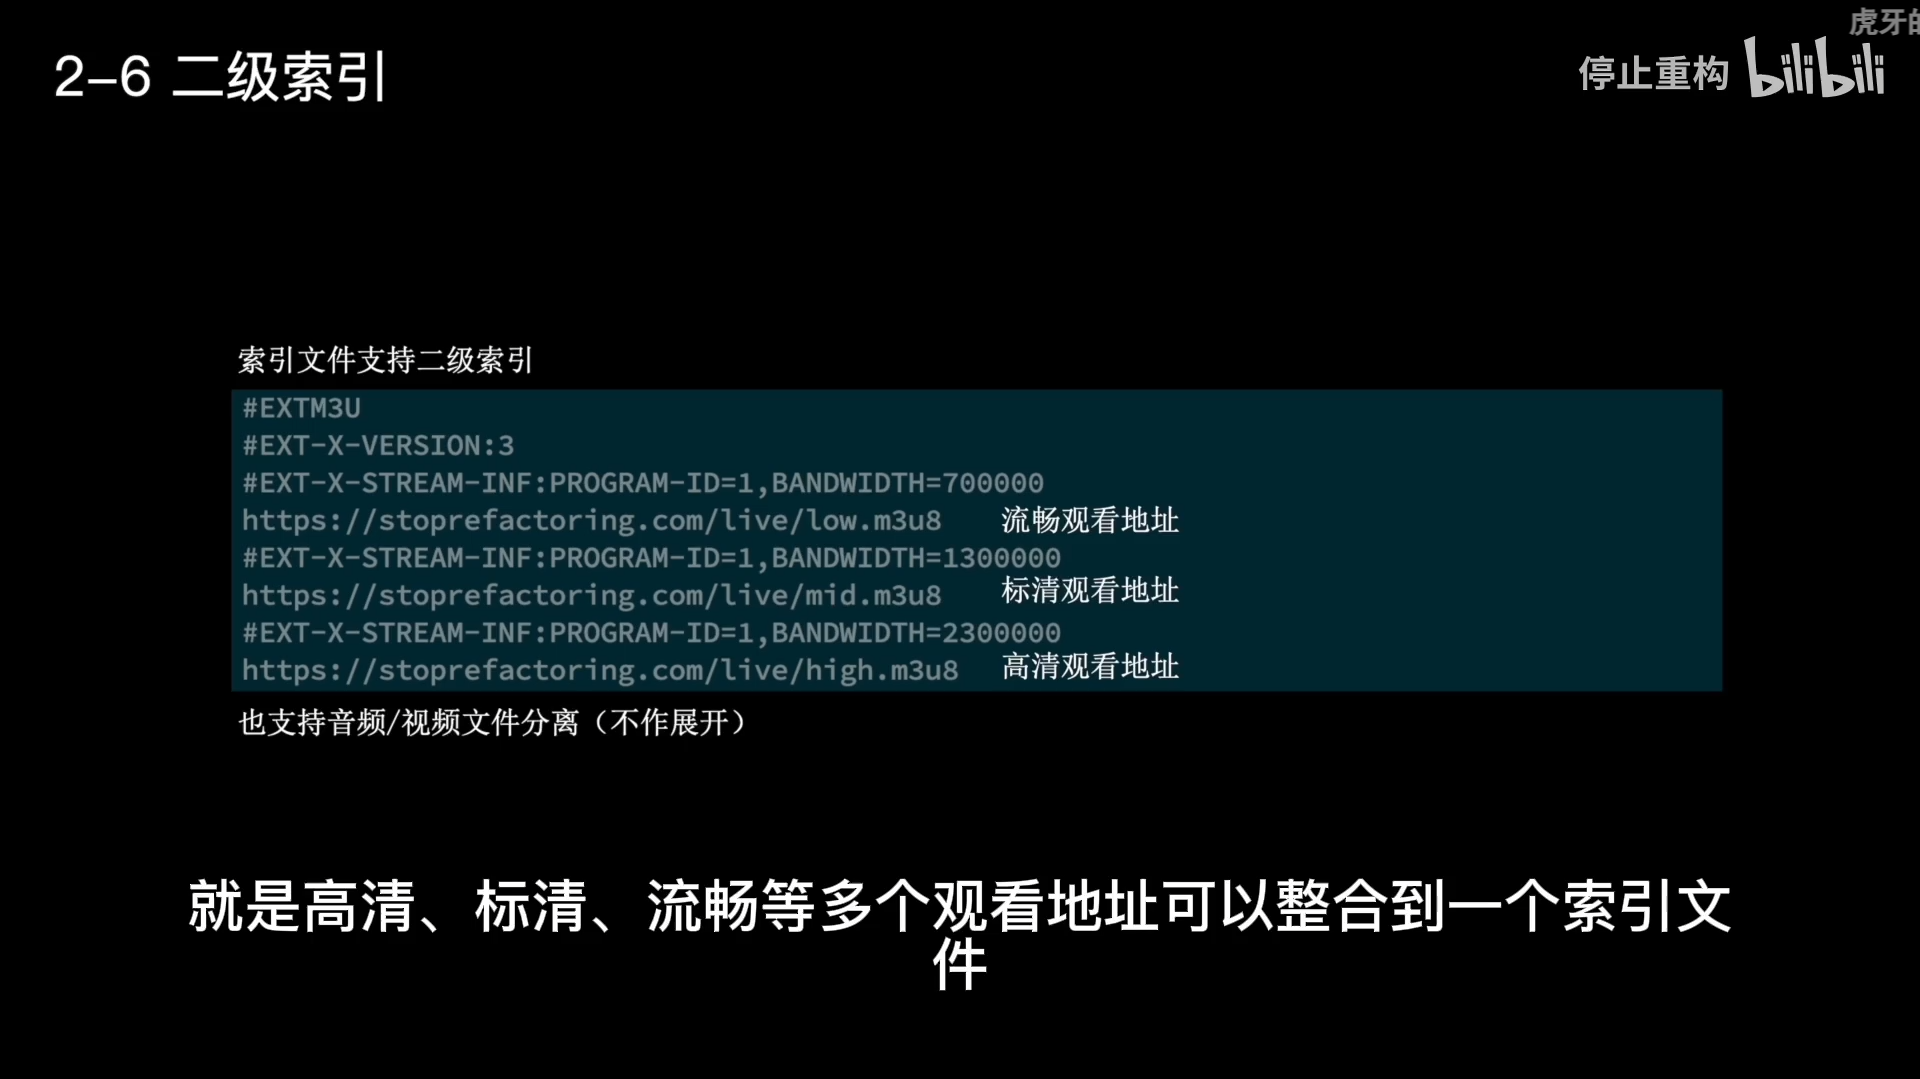 虎牙的
2-6 二级索引
停止重构 bilibili
索引文件支持二级索引
#EXTM3U
#EXT-X-VERSION:3
#EXT-X-STREAM-INF:PROGRAM-ID=1,BANDWIDTH=700000
https://stoprefactoring.com/live/low.m3u8 流畅观看地址
#EXT-X-STREAM-INF:PROGRAM-ID=1,BANDWIDTH=1300000
https://stoprefactoring.com/live/mid.m3u8 标清观看地址
#EXT-X-STREAM-INF:PROGRAM-ID=1,BANDWIDTH=2300000
https://stoprefactoring.com/live/high.m3u8 高清观看地址
也支持音频/视频文件分离（不作展开）
就是高清、标清、流畅等多个观看地址可以整合到一个索引文
件